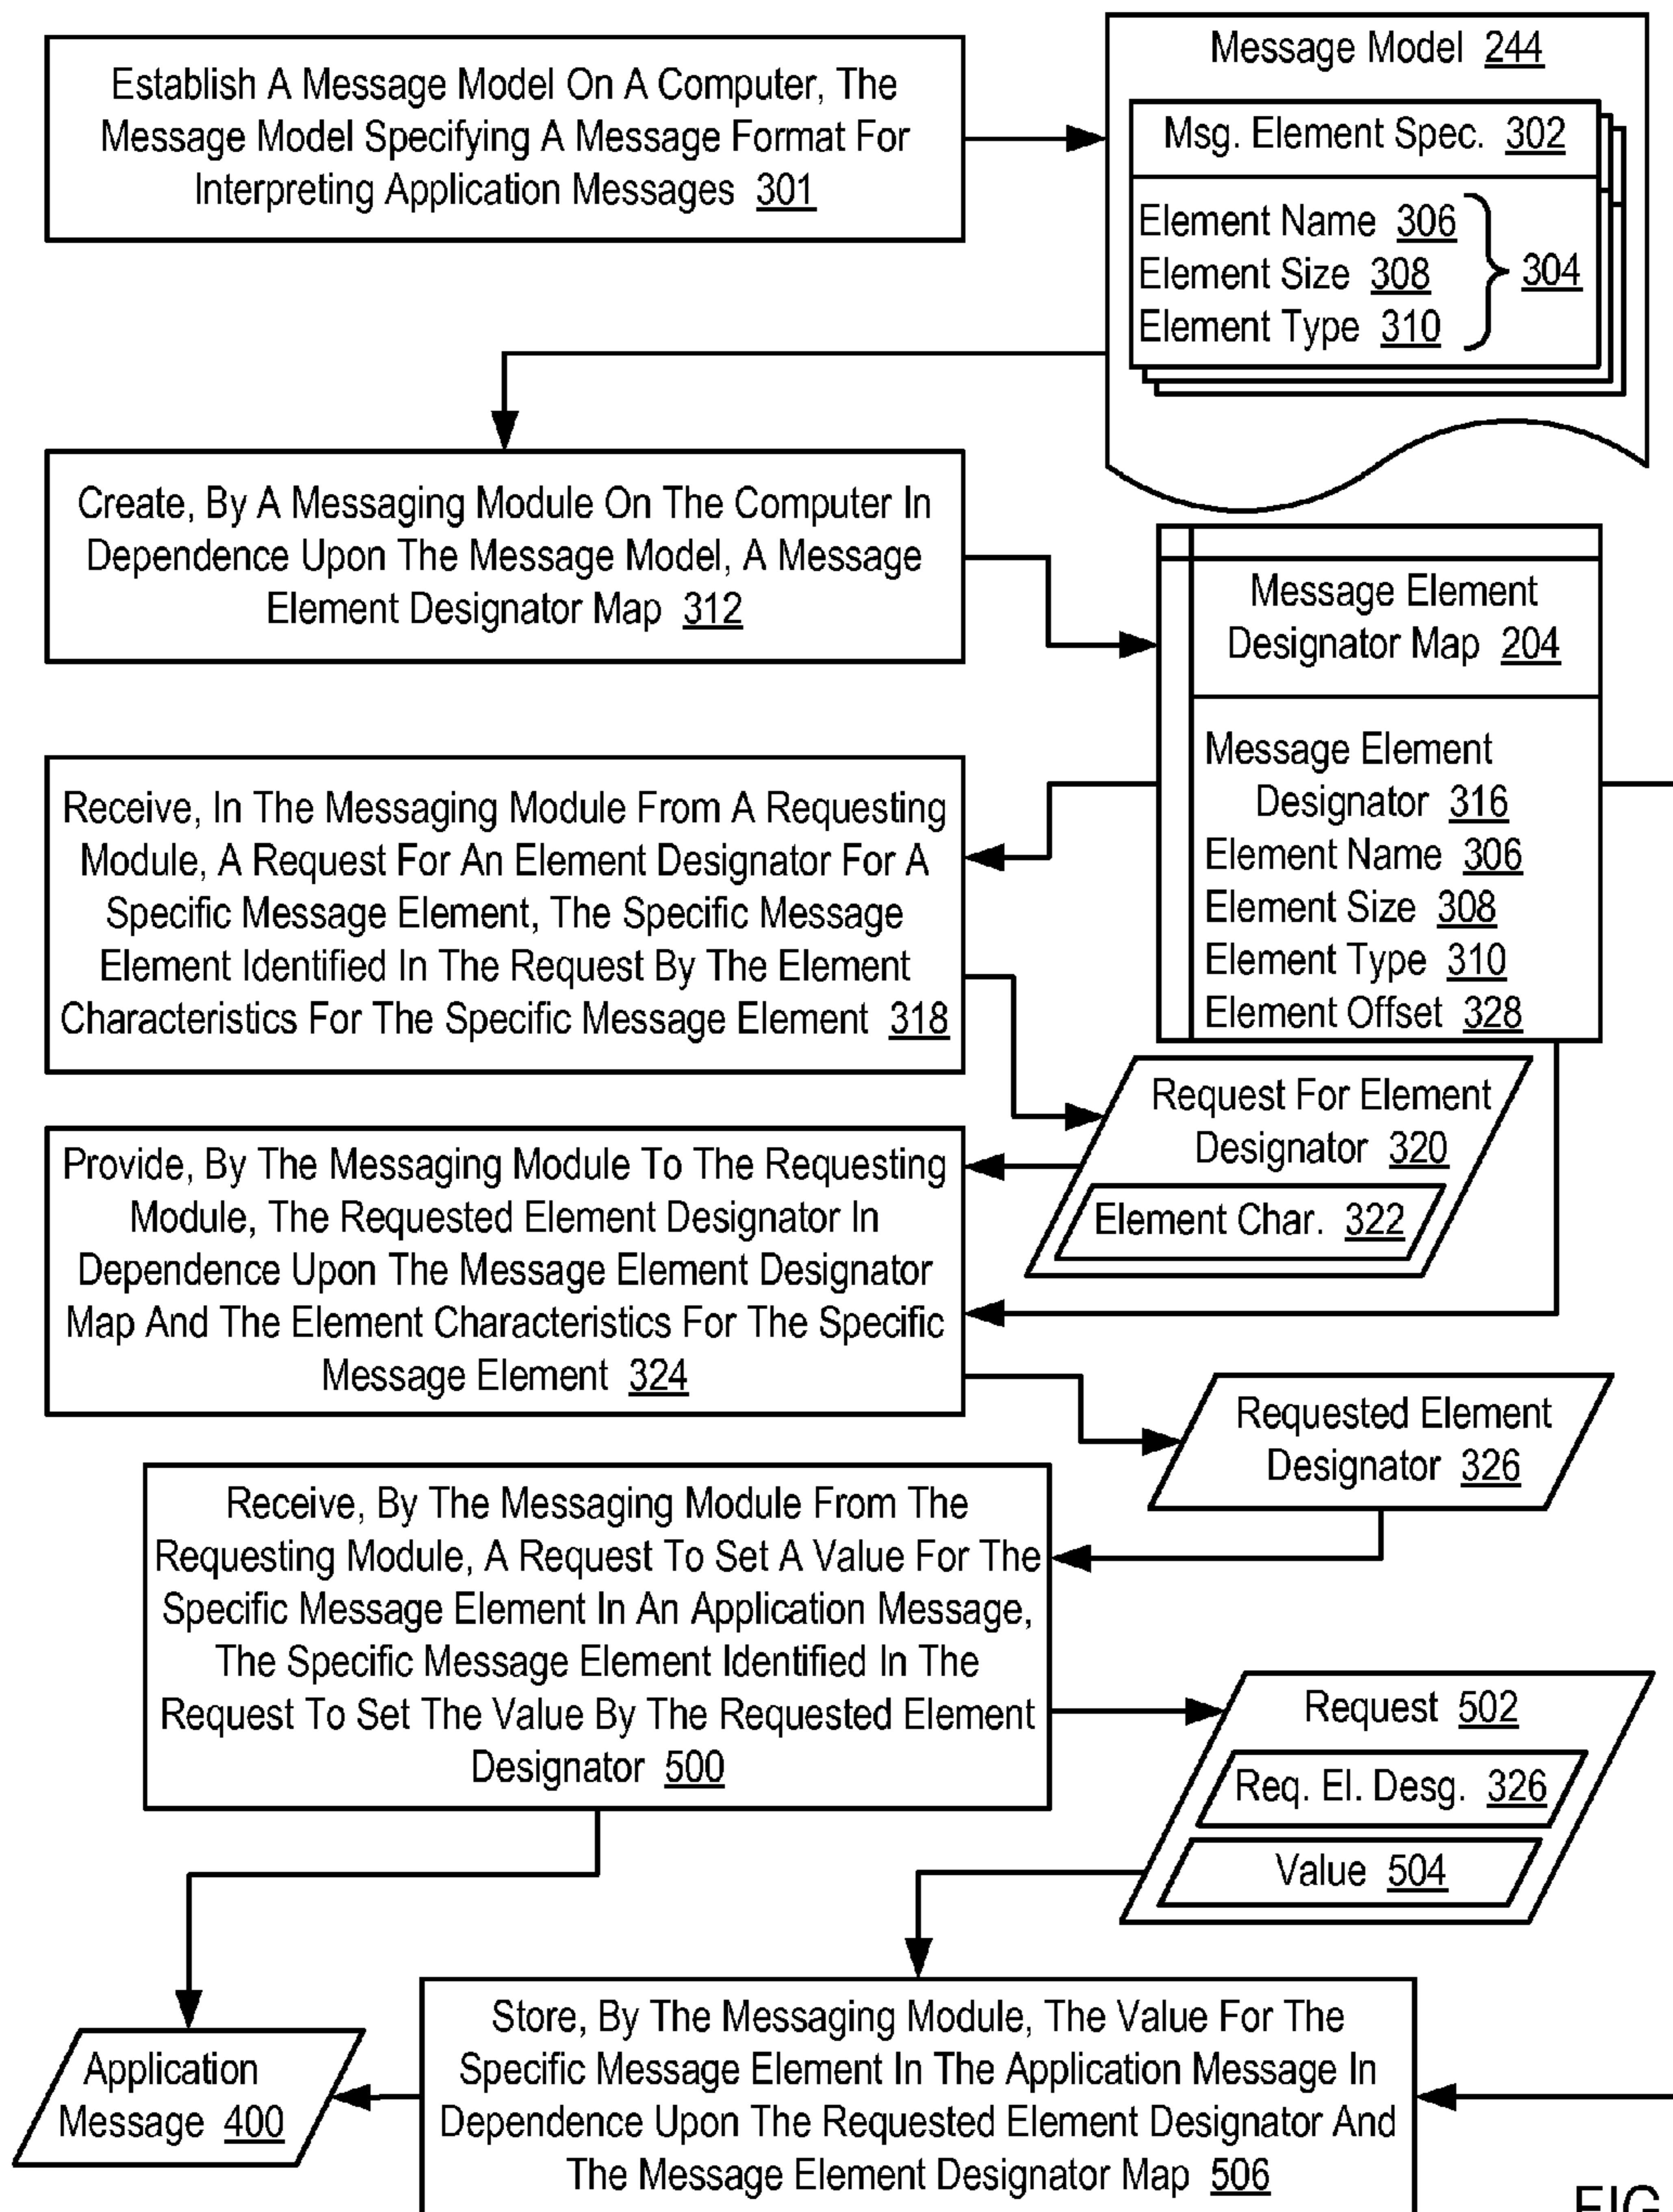 Establish A Message Model On A Computer, The
Message Model Specifying A Message Format For
Interpreting Application Messages 301
Message Model 244
Msg. Element Spec. 302
Element Name 306
Element Size 308
Element Type 310
304
Create, By A Messaging Module On The Computer In
Dependence Upon The Message Model, A Message
Element Designator Map 312
Message Element
Designator Map 204
Message Element
Designator 316
Element Name 306
Element Size 308
Element Type 310
Element Offset 328
Receive, In The Messaging Module From A Requesting
Module, A Request For An Element Designator For A
Specific Message Element, The Specific Message
Element Identified In The Request By The Element
Characteristics For The Specific Message Element 318
Request For Element
Designator 320
Element Char. 322
Provide, By The Messaging Module To The Requesting
Module, The Requested Element Designator In
Dependence Upon The Message Element Designator
Map And The Element Characteristics For The Specific
Message Element 324
Requested Element
Designator 326
Receive, By The Messaging Module From The
Requesting Module, A Request To Set A Value For The
Specific Message Element In An Application Message,
The Specific Message Element Identified In The
Request To Set The Value By The Requested Element
Designator 500
Request 502
Req. El. Desg. 326
Value 504
Application
Message 400
Store, By The Messaging Module, The Value For The
Specific Message Element In The Application Message In
Dependence Upon The Requested Element Designator And
The Message Element Designator Map 506
FIG